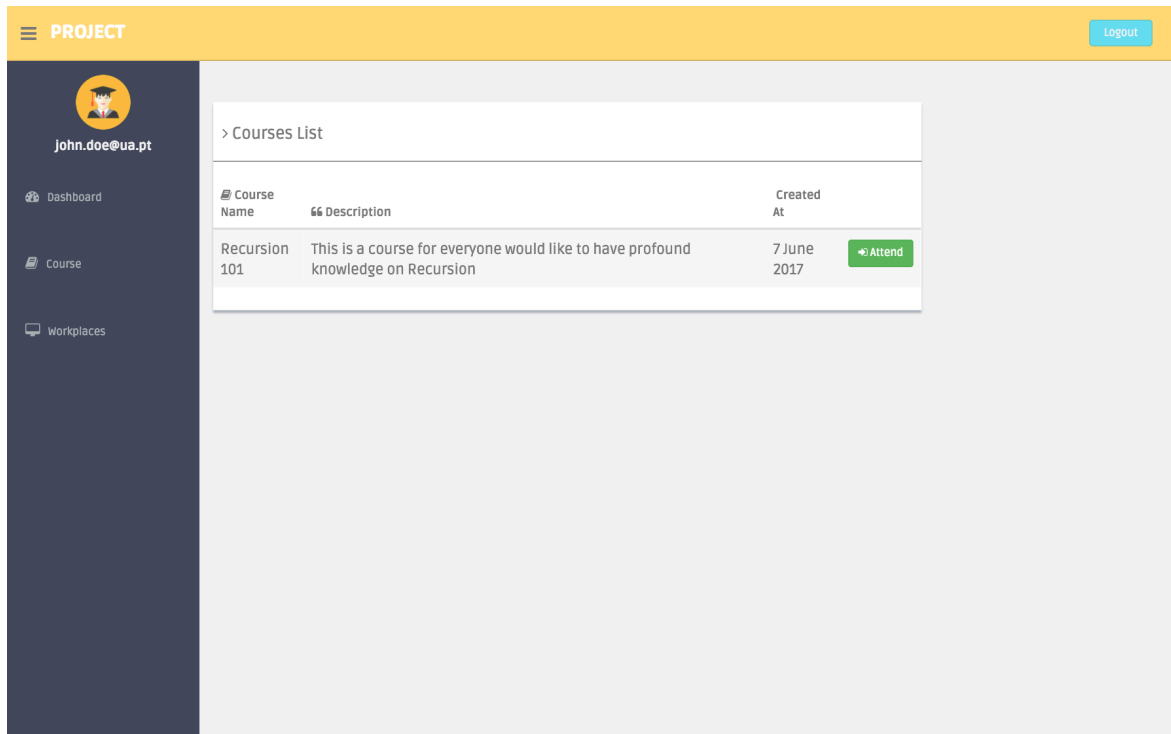 PROJECT
Logout
john.doe@ua.pt
Dashboard
Course
Workplaces
> Courses List
Course
Name
Description
Created
At
Recursion
101
This is a course for everyone would like to have profound
knowledge on Recursion
7 June
2017
Attend